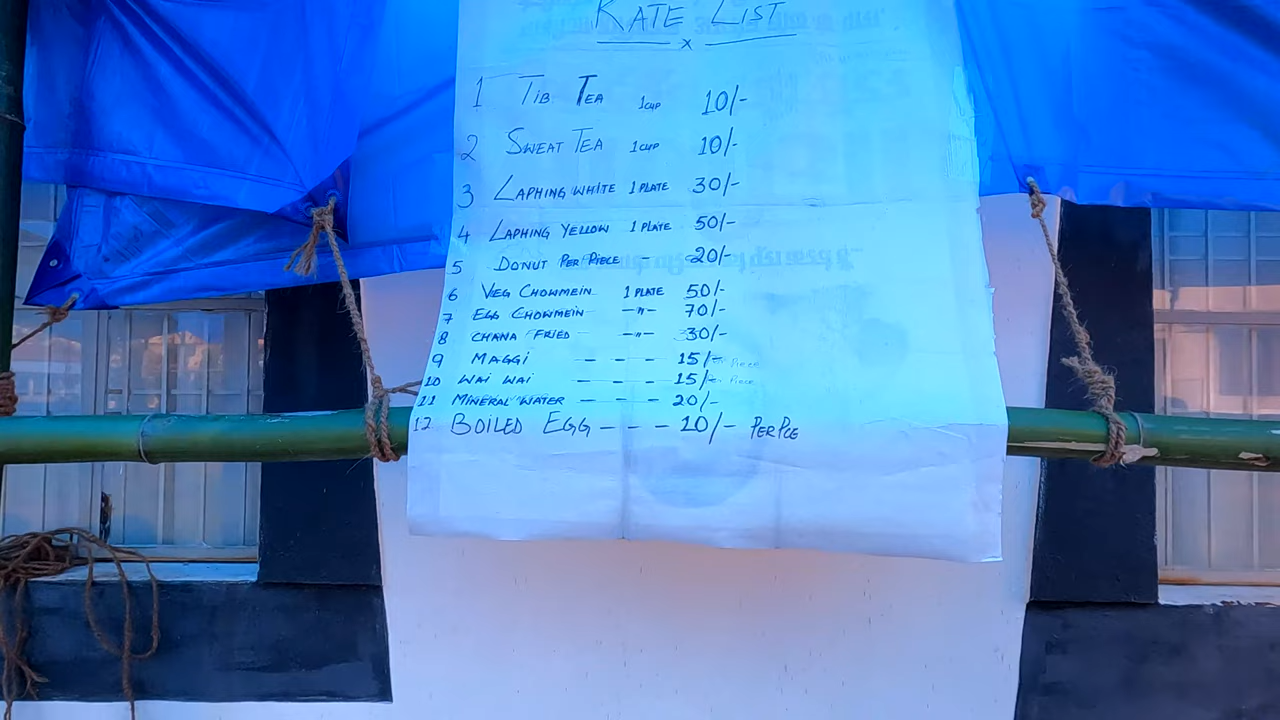 RATE LIST
x
1 TIB TEA 1CUP 10/-
2 SWEAT TEA 1CUP 10/-
3 LAPHING WHITE 1 PLATE 30/-
4 LAPHING YELLOW 1 PLATE 50/-
5 DONUT PER PIECE - 20/-
6 VEG CHOWMEIN 1 PLATE 50/-
7 EGG CHOWMEIN -"- 70/-
8 CHANA FRIED -"- 30/-
9 MAGGI - - - 15/- Per Piece
10 WAI WAI - - - 15/- Per Piece
11 MINERAL WATER - - - 20/-
12 BOILED EGG - - - 10/- PER PCE